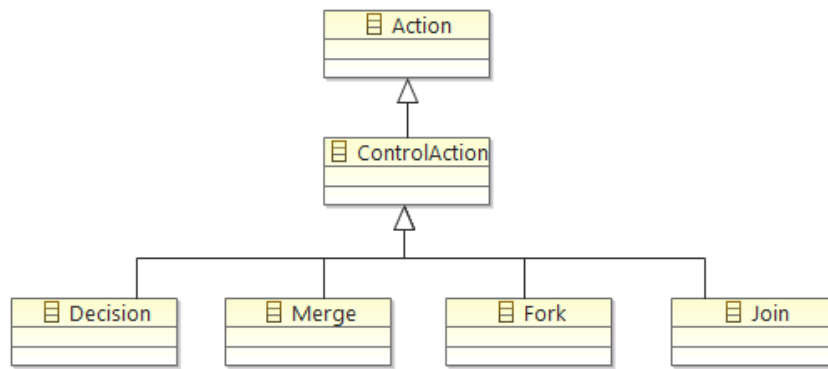 Action
ControlAction
Decision
Merge
Fork
Join